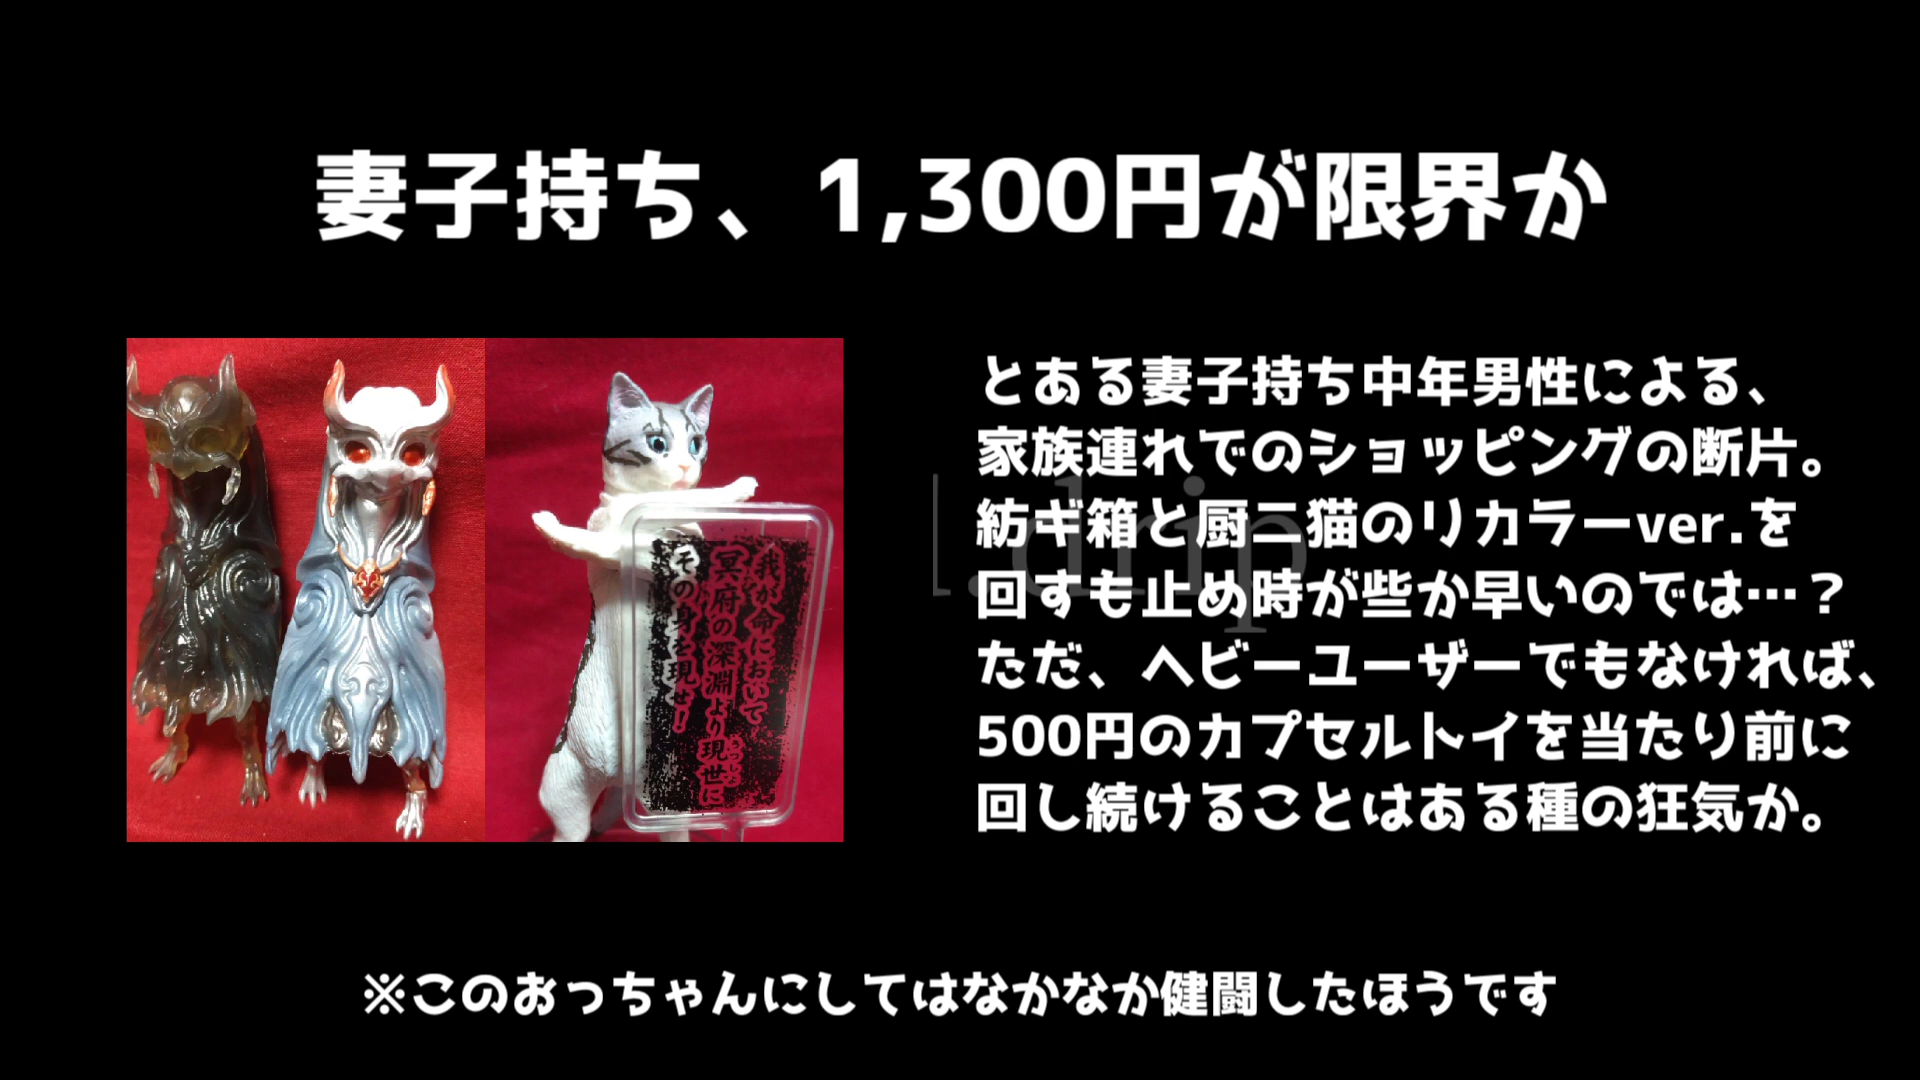 妻子持ち、1,300円が限界か
とある妻子持ち中年男性による、
家族連れでのショッピングの断片。
紡ギ箱と厨二猫のリカラーver.を
回すも止め時が些か早いのでは…？
ただ、ヘビーユーザーでもなければ、
500円のカプセルトイを当たり前に
回し続けることはある種の狂気か。
我が命において
冥府の深淵より現世に
その身を現せ！
※このおっちゃんにしてはなかなか健闘したほうです